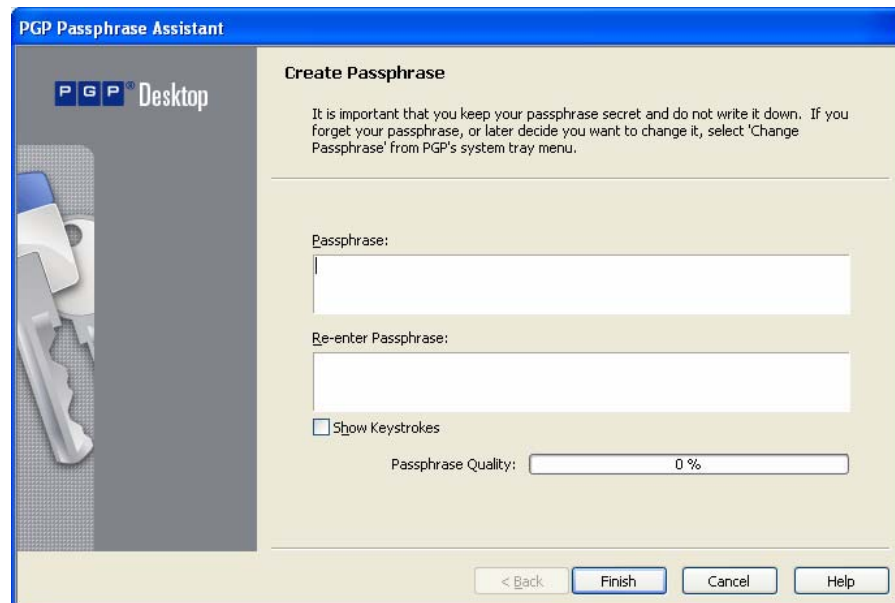 PGP Passphrase Assistant
PGP® Desktop
Create Passphrase
It is important that you keep your passphrase secret and do not write it down. If you
forget your passphrase, or later decide you want to change it, select 'Change
Passphrase' from PGP's system tray menu.
Passphrase:
Re-enter Passphrase:
Show Keystrokes
Passphrase Quality: 0 %
< Back Finish Cancel Help